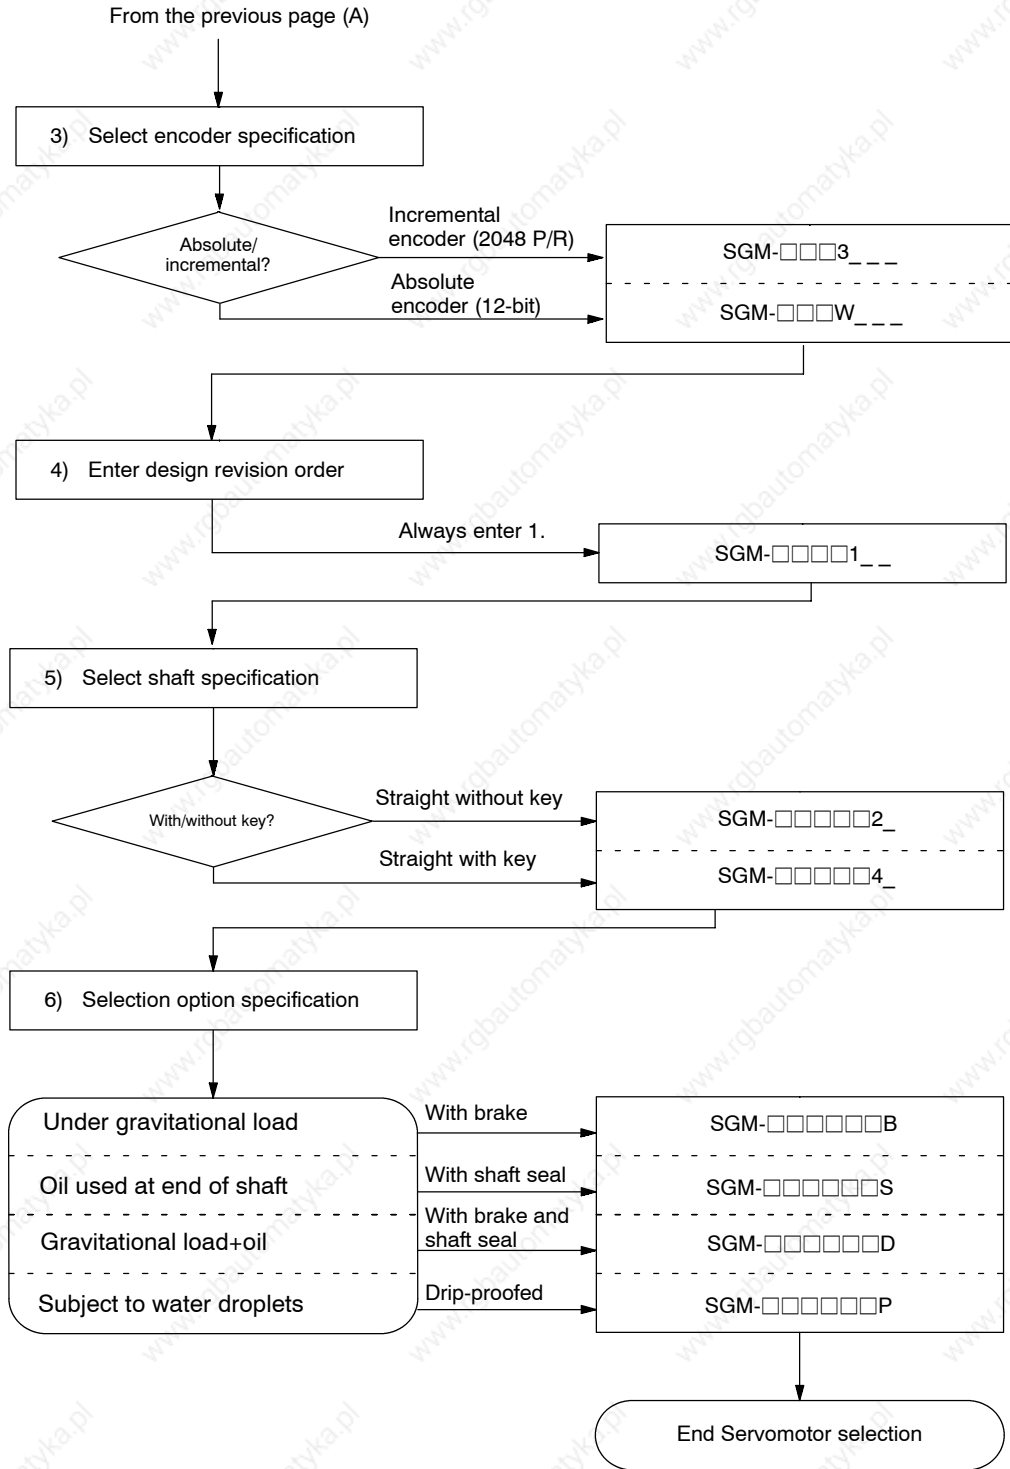 From the previous page (A)
3) Select encoder specification
Absolute/
incremental?
Incremental
encoder (2048 P/R)
Absolute
encoder (12-bit)
SGM-□□□3_ _ _
SGM-□□□W_ _ _
4) Enter design revision order
Always enter 1.
SGM-□□□□1_ _
5) Select shaft specification
With/without key?
Straight without key
Straight with key
SGM-□□□□□2_
SGM-□□□□□4_
6) Selection option specification
Under gravitational load
With brake
SGM-□□□□□□B
Oil used at end of shaft
With shaft seal
SGM-□□□□□□S
Gravitational load+oil
With brake and
shaft seal
SGM-□□□□□□D
Subject to water droplets
Drip-proofed
SGM-□□□□□□P
End Servomotor selection
www.rgbautomatyka.pl